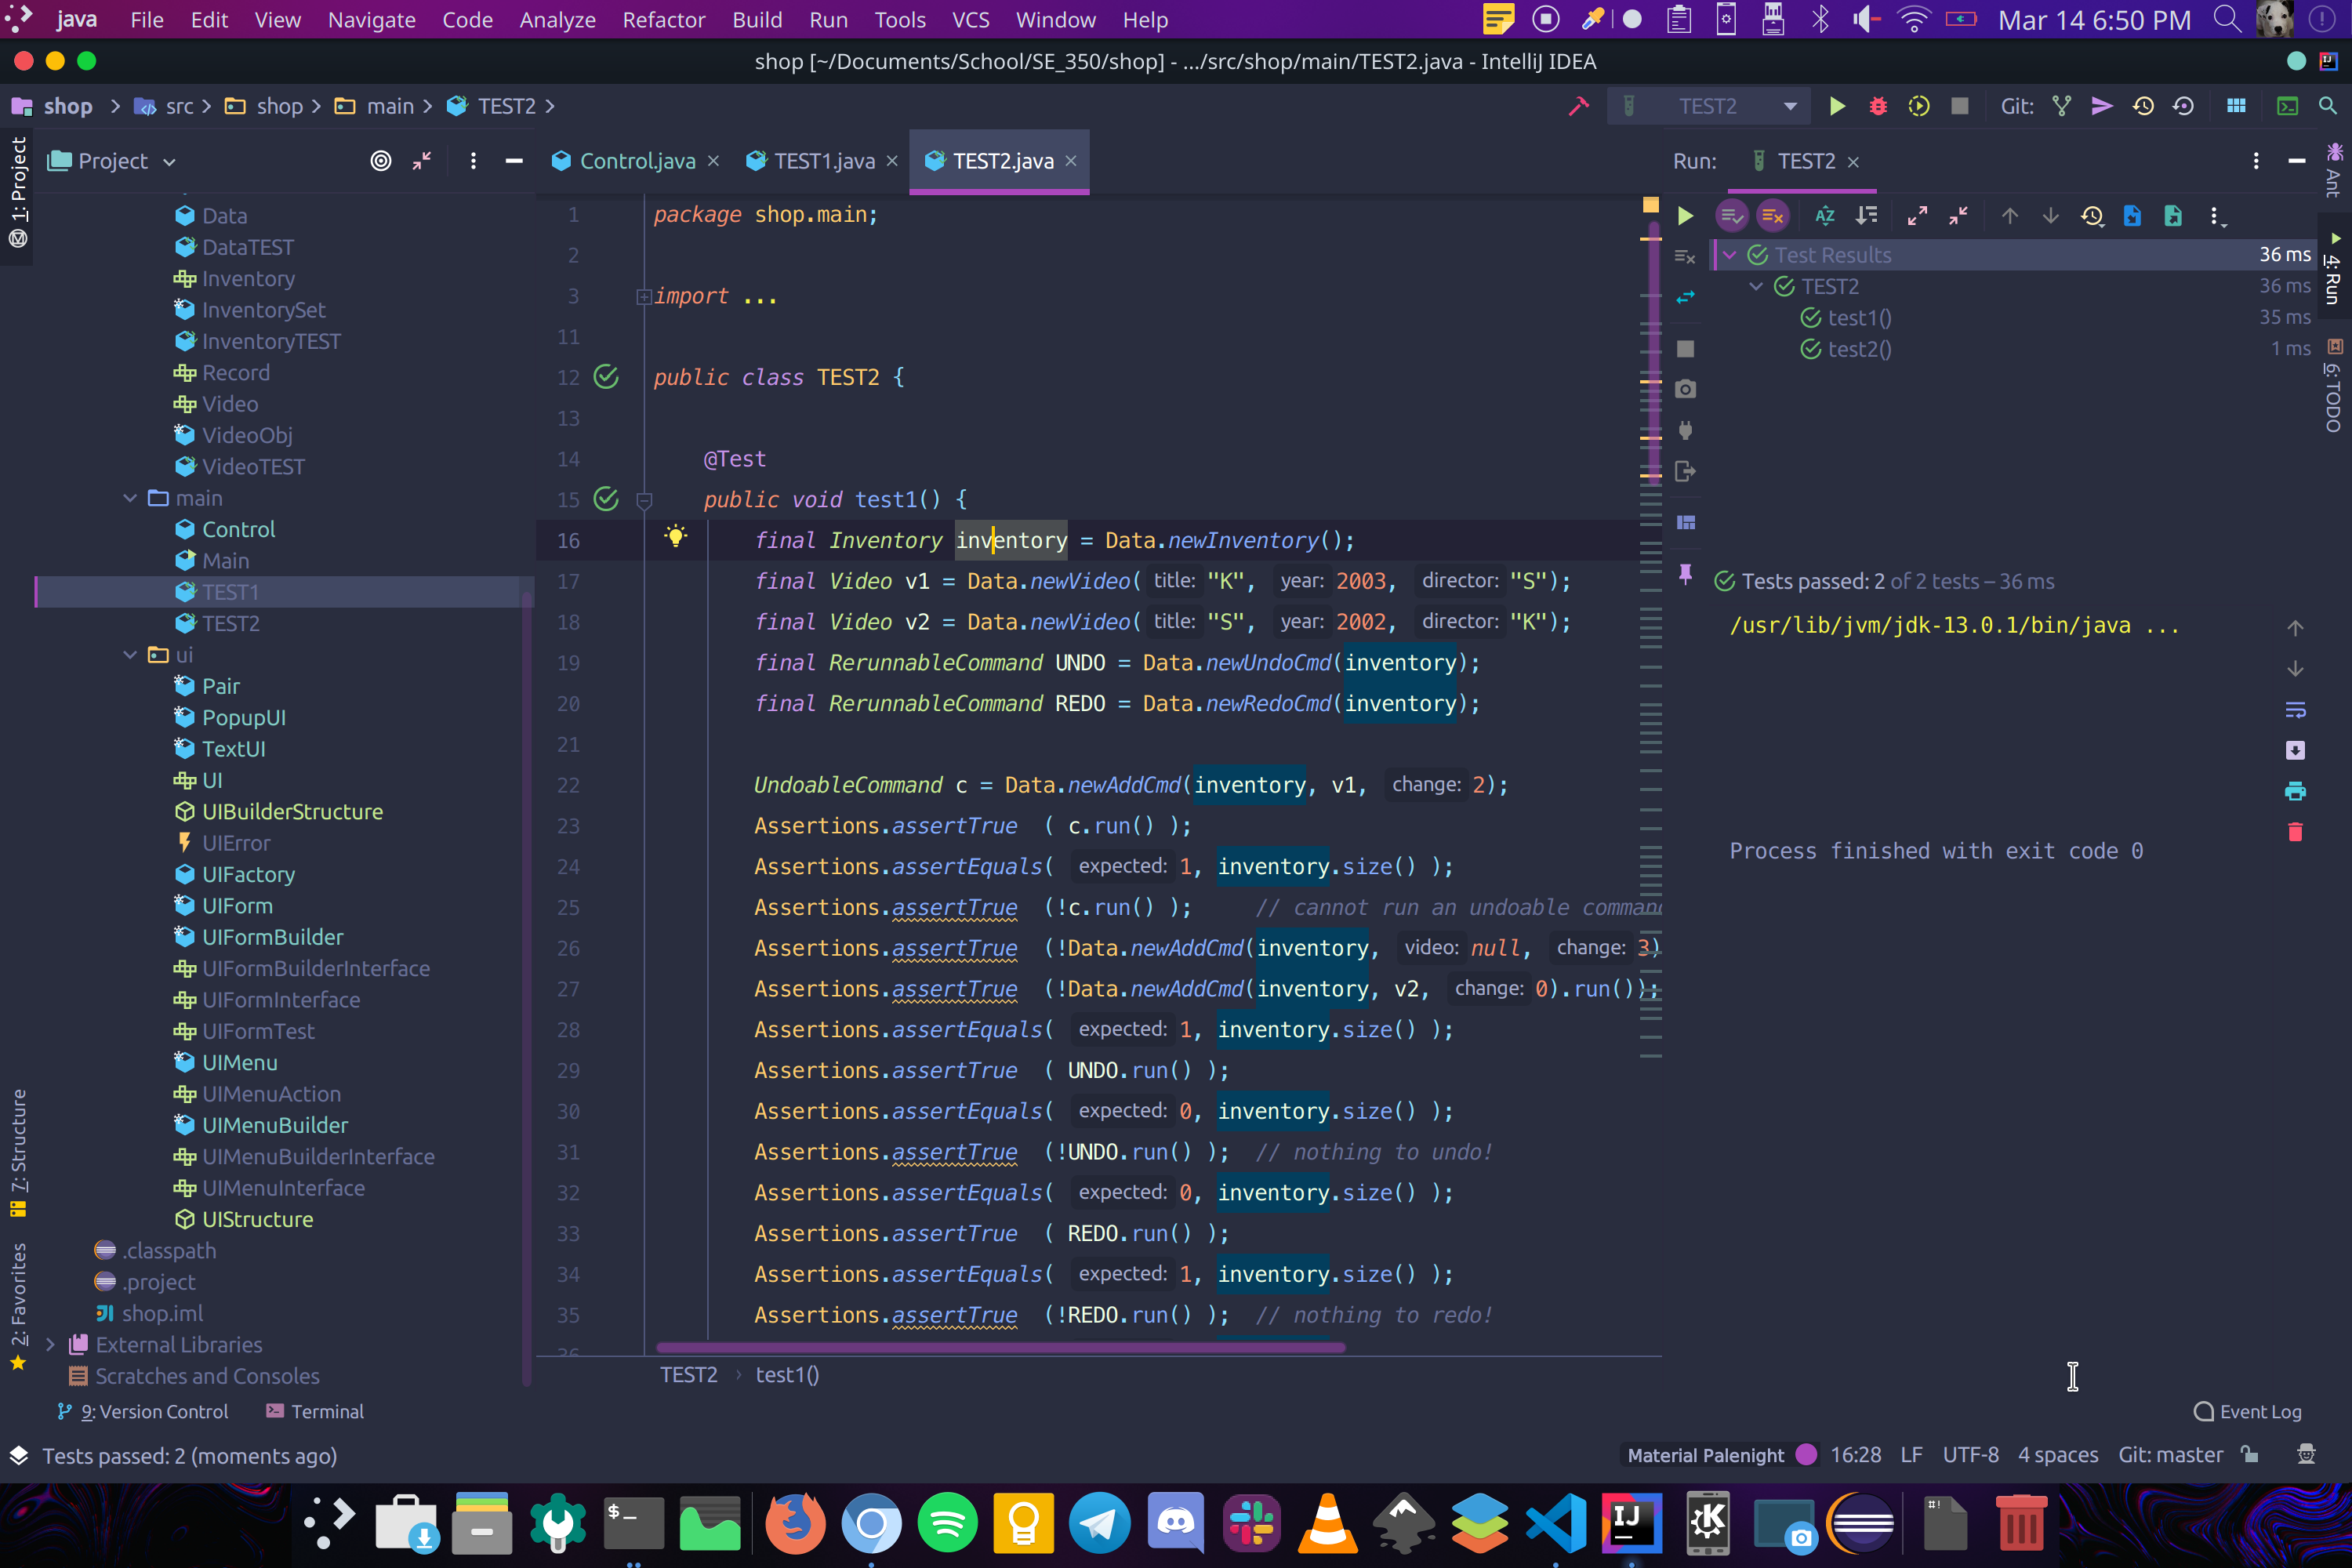 java File Edit View Navigate Code Analyze Refactor Build Run Tools VCS Window Help Mar 14 6:50 PM
shop [~/Documents/School/SE_350/shop] - .../src/shop/main/TEST2.java - IntelliJ IDEA
shop src shop main TEST2 TEST2 Git:
1: Project
Project
Data
DataTEST
Inventory
InventorySet
InventoryTEST
Record
Video
VideoObj
VideoTEST
main
Control
Main
TEST1
TEST2
ui
Pair
PopupUI
TextUI
UI
UIBuilderStructure
UIError
UIFactory
UIForm
UIFormBuilder
UIFormBuilderInterface
UIFormInterface
UIFormTest
UIMenu
UIMenuAction
UIMenuBuilder
UIMenuBuilderInterface
UIMenuInterface
UIStructure
.classpath
.project
shop.iml
External Libraries
Scratches and Consoles
7: Structure
2: Favorites
Control.java TEST1.java TEST2.java
1 package shop.main;
2
3 import ...
11
12 public class TEST2 {
13
14 @Test
15 public void test1() {
16 final Inventory inventory = Data.newInventory();
17 final Video v1 = Data.newVideo( title: "K", year: 2003, director: "S");
18 final Video v2 = Data.newVideo( title: "S", year: 2002, director: "K");
19 final RerunnableCommand UNDO = Data.newUndoCmd(inventory);
20 final RerunnableCommand REDO = Data.newRedoCmd(inventory);
21
22 UndoableCommand c = Data.newAddCmd(inventory, v1, change: 2);
23 Assertions.assertTrue ( c.run() );
24 Assertions.assertEquals( expected: 1, inventory.size() );
25 Assertions.assertTrue (!c.run() ); // cannot run an undoable comman
26 Assertions.assertTrue (!Data.newAddCmd(inventory, video: null, change: 3)
27 Assertions.assertTrue (!Data.newAddCmd(inventory, v2, change: 0).run());
28 Assertions.assertEquals( expected: 1, inventory.size() );
29 Assertions.assertTrue ( UNDO.run() );
30 Assertions.assertEquals( expected: 0, inventory.size() );
31 Assertions.assertTrue (!UNDO.run() ); // nothing to undo!
32 Assertions.assertEquals( expected: 0, inventory.size() );
33 Assertions.assertTrue ( REDO.run() );
34 Assertions.assertEquals( expected: 1, inventory.size() );
35 Assertions.assertTrue (!REDO.run() ); // nothing to redo!
36
TEST2 test1()
Run: TEST2
Test Results 36 ms
TEST2 36 ms
test1() 35 ms
test2() 1 ms
Tests passed: 2 of 2 tests – 36 ms
/usr/lib/jvm/jdk-13.0.1/bin/java ...
Process finished with exit code 0
Ant
4: Run
6: TODO
9: Version Control Terminal Event Log
Tests passed: 2 (moments ago) Material Palenight 16:28 LF UTF-8 4 spaces Git: master